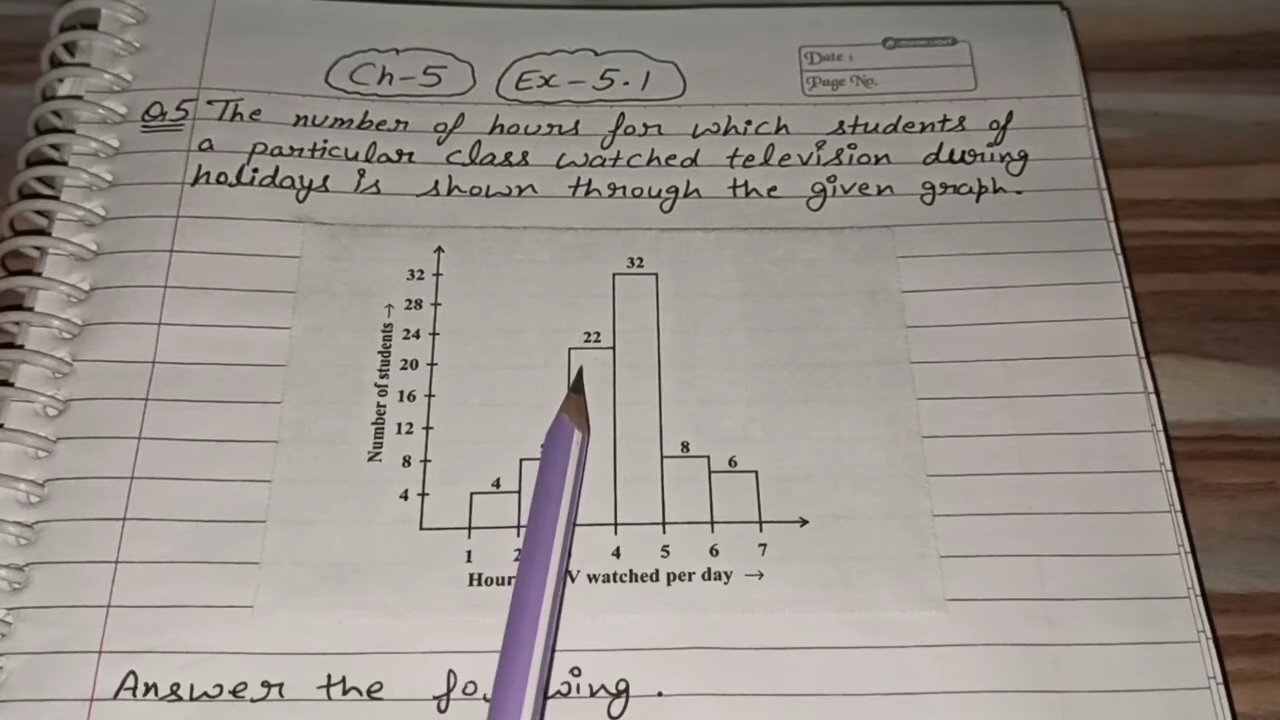 Ch-5 Ex-5.1
Date :
Page No.
Q.5 The number of hours for which students of
a particular class watched television during
holidays is shown through the given graph.
32
28
24
20
16
12
8
4
Number of students →
4
22
32
8
6
1 2 4 5 6 7
Hour V watched per day →
Answer the